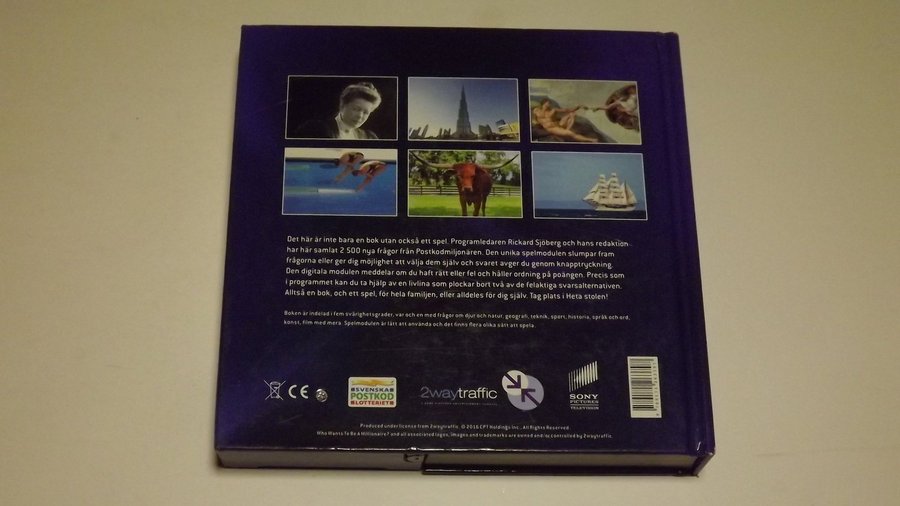 Det här är inte bara en bok utan också ett spel. Programledaren Rickard Sjöberg och hans redaktion
har här samlat 2 500 nya frågor från Postkodmiljonären. Den unika spelmodulen slumpar fram
frågorna eller ger dig möjlighet att välja dem själv och svaret avger du genom knapptryckning.
Den digitala modulen meddelar om du haft rätt eller fel och håller ordning på poängen. Precis som
i programmet kan du ta hjälp av en livlina som plockar bort två av de felaktiga svarsalternativen.
Alltså en bok, och ett spel, för hela familjen, eller alldeles för dig själv. Tag plats i Heta stolen!
Boken är indelad i fem svårighetsgrader, var och en med frågor om djur och natur, geografi, teknik, sport, historia, språk och ord,
konst, film med mera. Spelmodulen är lätt att använda och det finns flera olika sätt att spela.
CE
SVENSKA
POSTKOD
LOTTERIET
2waytraffic
SONY
PICTURES
TELEVISION
Produced under license from 2waytraffic. © 2016 CPT Holdings Inc. All Rights Reserved.
Who Wants To Be A Millionaire? and all associated logos, images and trademarks are owned and/or controlled by 2waytraffic.